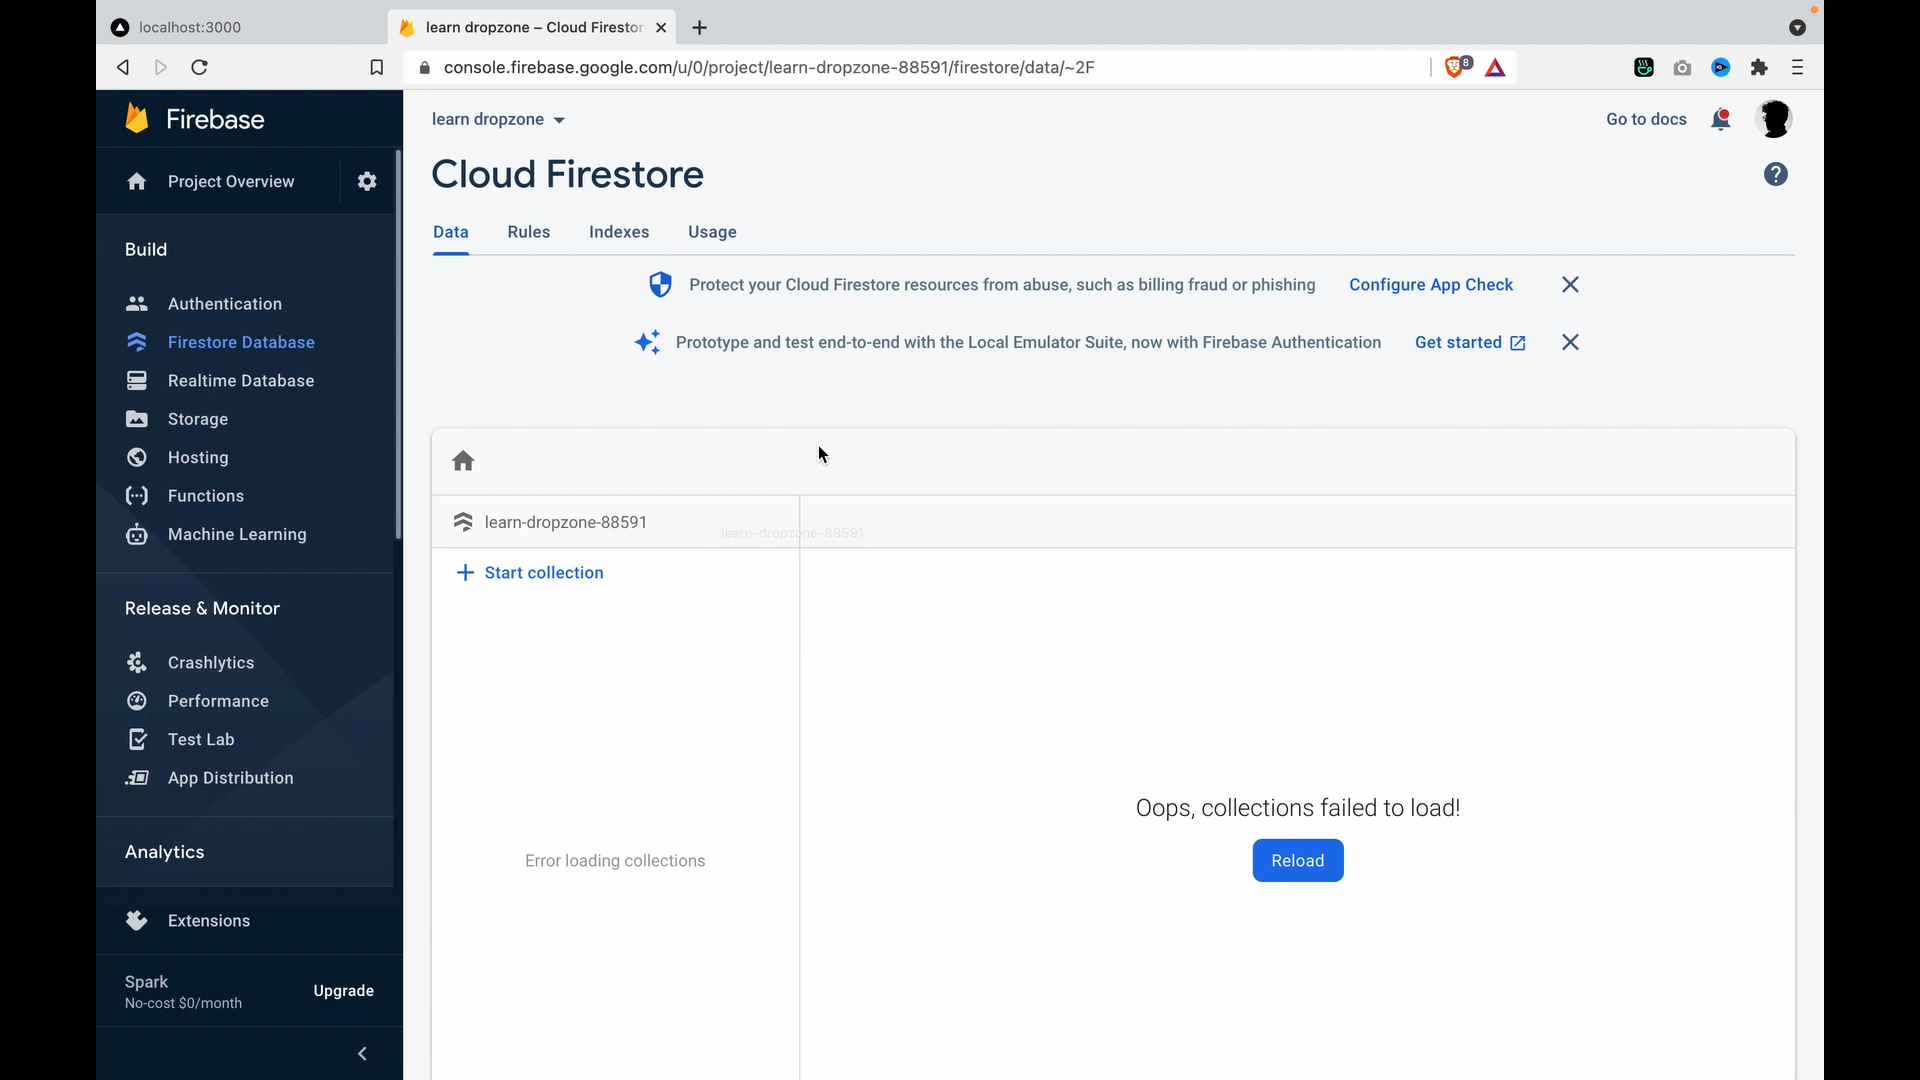 localhost:3000
learn dropzone – Cloud Firestor
console.firebase.google.com/u/0/project/learn-dropzone-88591/firestore/data/~2F
8
Firebase
learn dropzone
Go to docs
Project Overview
Cloud Firestore
?
Data
Rules
Indexes
Usage
Build
Protect your Cloud Firestore resources from abuse, such as billing fraud or phishing
Configure App Check
Authentication
Firestore Database
Prototype and test end-to-end with the Local Emulator Suite, now with Firebase Authentication
Get started
Realtime Database
Storage
Hosting
Functions
Machine Learning
learn-dropzone-88591
learn-dropzone-88591
Start collection
Release & Monitor
Crashlytics
Performance
Test Lab
App Distribution
Oops, collections failed to load!
Error loading collections
Reload
Analytics
Extensions
Spark
No-cost $0/month
Upgrade